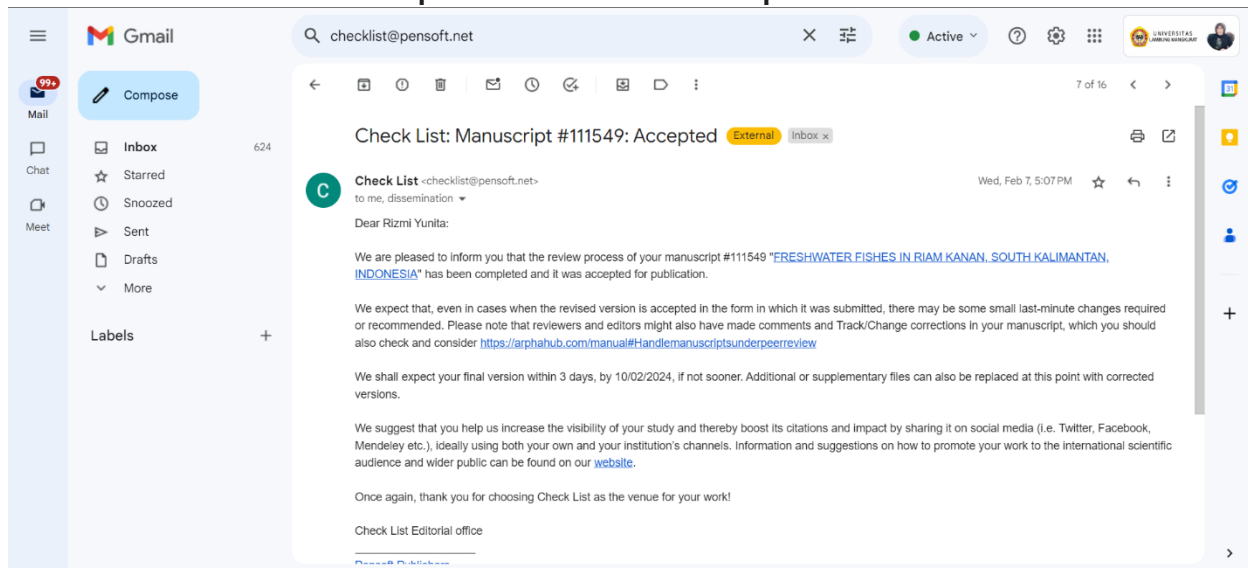 Gmail
checklist@pensoft.net
Active
UNIVERSITAS
LAMBUNG MANGKURAT
99+
Mail
Chat
Meet
Compose
Inbox 624
Starred
Snoozed
Sent
Drafts
More
Labels
7 of 16
31
Check List: Manuscript #111549: Accepted External Inbox x
C
Check List <checklist@pensoft.net> Wed, Feb 7, 5:07 PM
to me, dissemination
Dear Rizmi Yunita:
We are pleased to inform you that the review process of your manuscript #111549 "FRESHWATER FISHES IN RIAM KANAN, SOUTH KALIMANTAN,
INDONESIA" has been completed and it was accepted for publication.
We expect that, even in cases when the revised version is accepted in the form in which it was submitted, there may be some small last-minute changes required
or recommended. Please note that reviewers and editors might also have made comments and Track/Change corrections in your manuscript, which you should
also check and consider https://arphahub.com/manual#Handlemanuscriptsunderpeerreview
We shall expect your final version within 3 days, by 10/02/2024, if not sooner. Additional or supplementary files can also be replaced at this point with corrected
versions.
We suggest that you help us increase the visibility of your study and thereby boost its citations and impact by sharing it on social media (i.e. Twitter, Facebook,
Mendeley etc.), ideally using both your own and your institution's channels. Information and suggestions on how to promote your work to the international scientific
audience and wider public can be found on our website.
Once again, thank you for choosing Check List as the venue for your work!
Check List Editorial office